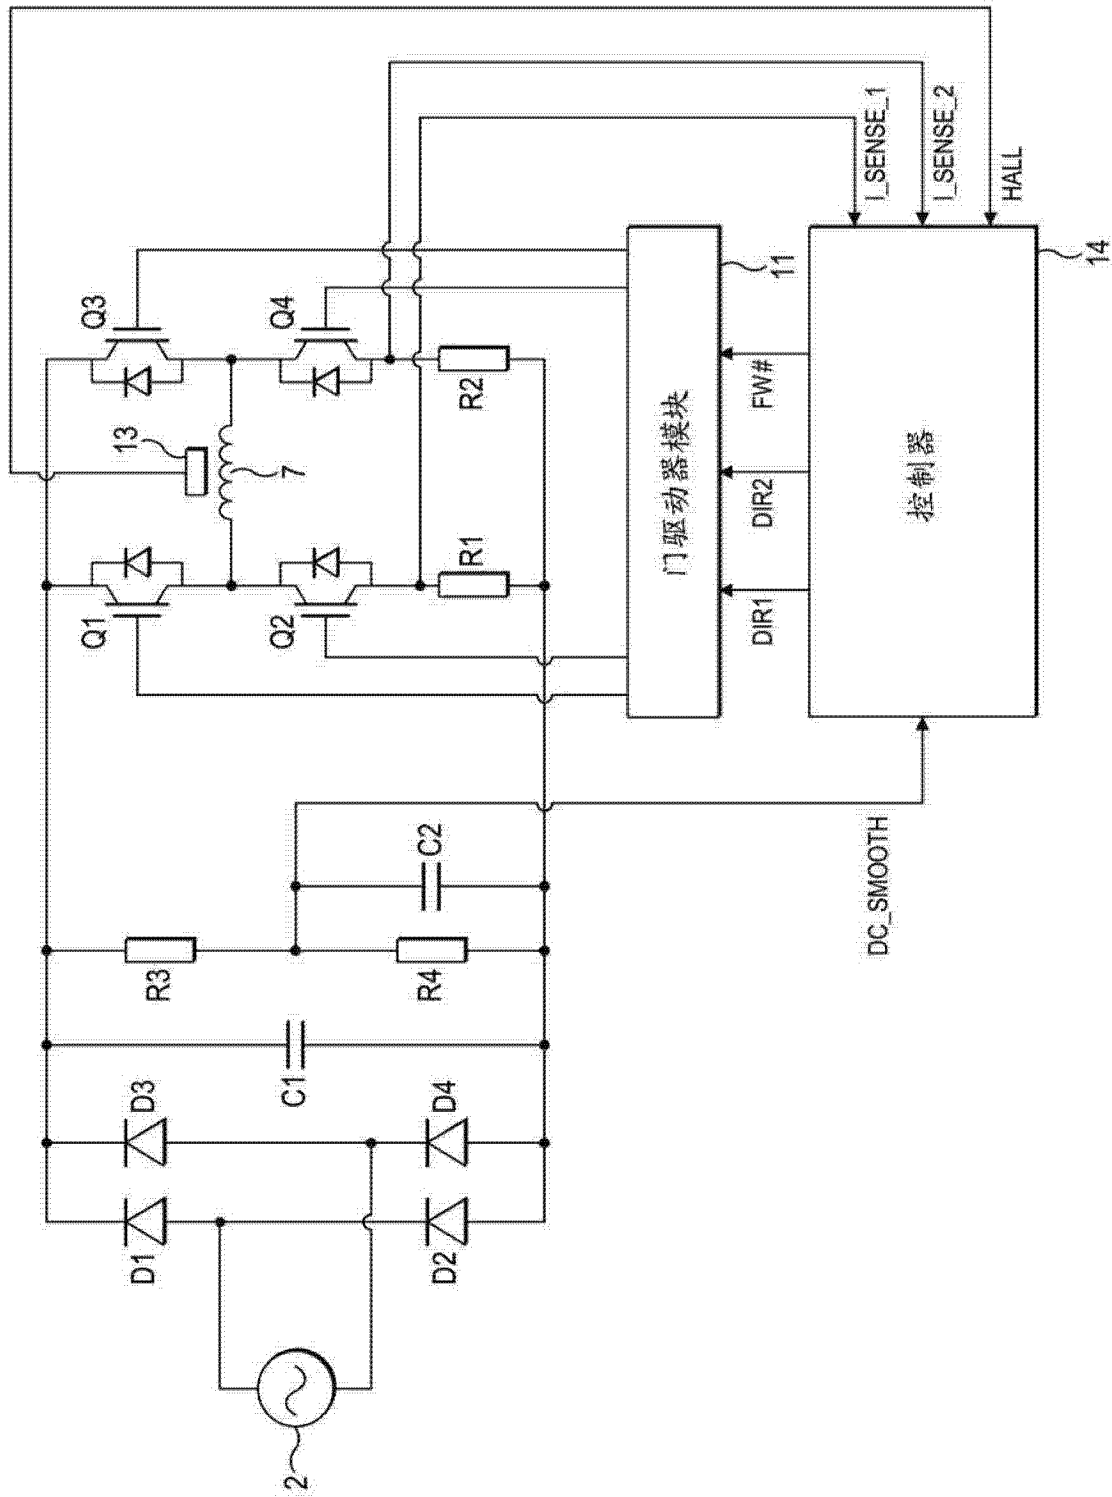 2
D1
D3
D2
D4
C1
R3
R4
C2
DC_SMOOTH
Q1
Q3
13
7
Q2
Q4
R1
R2
门驱动器模块
11
DIR1
DIR2
FW#
控制器
14
I_SENSE_1
I_SENSE_2
HALL